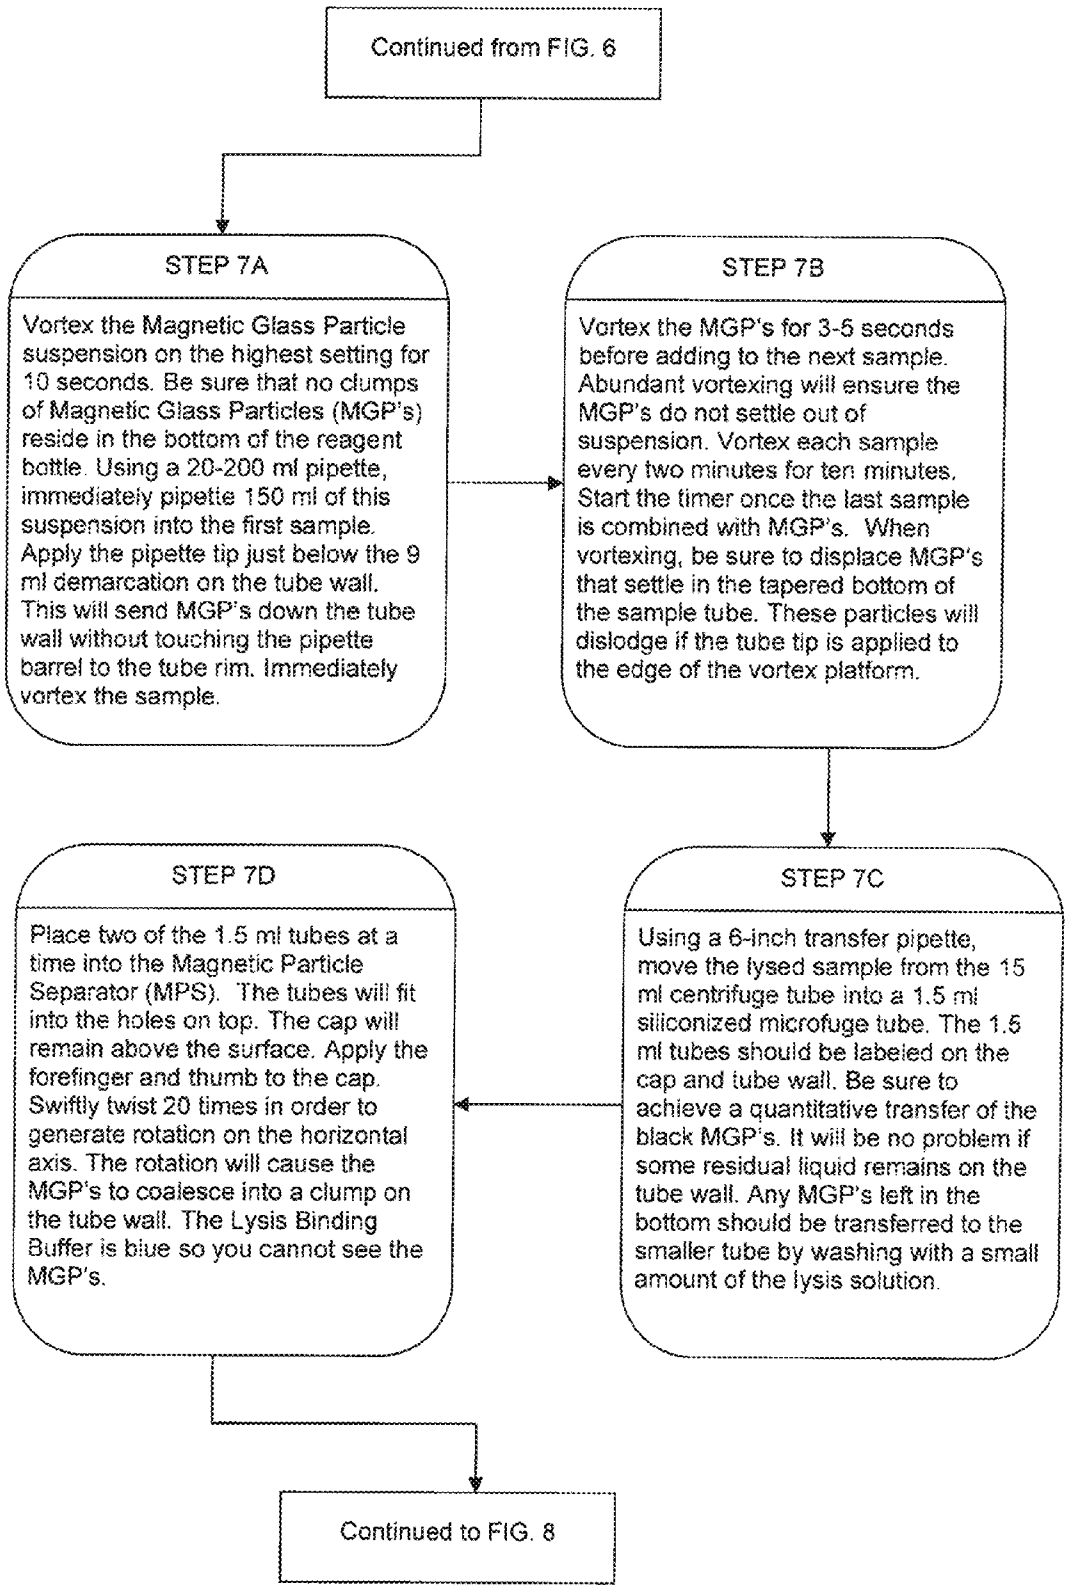 Continued from FIG. 6
STEP 7A
Vortex the Magnetic Glass Particle
suspension on the highest setting for
10 seconds. Be sure that no clumps
of Magnetic Glass Particles (MGP's)
reside in the bottom of the reagent
bottle. Using a 20-200 ml pipette,
immediately pipette 150 ml of this
suspension into the first sample.
Apply the pipette tip just below the 9
ml demarcation on the tube wall.
This will send MGP's down the tube
wall without touching the pipette
barrel to the tube rim. Immediately
vortex the sample.
STEP 7B
Vortex the MGP's for 3-5 seconds
before adding to the next sample.
Abundant vortexing will ensure the
MGP's do not settle out of
suspension. Vortex each sample
every two minutes for ten minutes.
Start the timer once the last sample
is combined with MGP's. When
vortexing, be sure to displace MGP's
that settle in the tapered bottom of
the sample tube. These particles will
dislodge if the tube tip is applied to
the edge of the vortex platform.
STEP 7C
Using a 6-inch transfer pipette,
move the lysed sample from the 15
ml centrifuge tube into a 1.5 ml
siliconized microfuge tube. The 1.5
ml tubes should be labeled on the
cap and tube wall. Be sure to
achieve a quantitative transfer of the
black MGP's. It will be no problem if
some residual liquid remains on the
tube wall. Any MGP's left in the
bottom should be transferred to the
smaller tube by washing with a small
amount of the lysis solution.
STEP 7D
Place two of the 1.5 ml tubes at a
time into the Magnetic Particle
Separator (MPS). The tubes will fit
into the holes on top. The cap will
remain above the surface. Apply the
forefinger and thumb to the cap.
Swiftly twist 20 times in order to
generate rotation on the horizontal
axis. The rotation will cause the
MGP's to coalesce into a clump on
the tube wall. The Lysis Binding
Buffer is blue so you cannot see the
MGP's.
Continued to FIG. 8